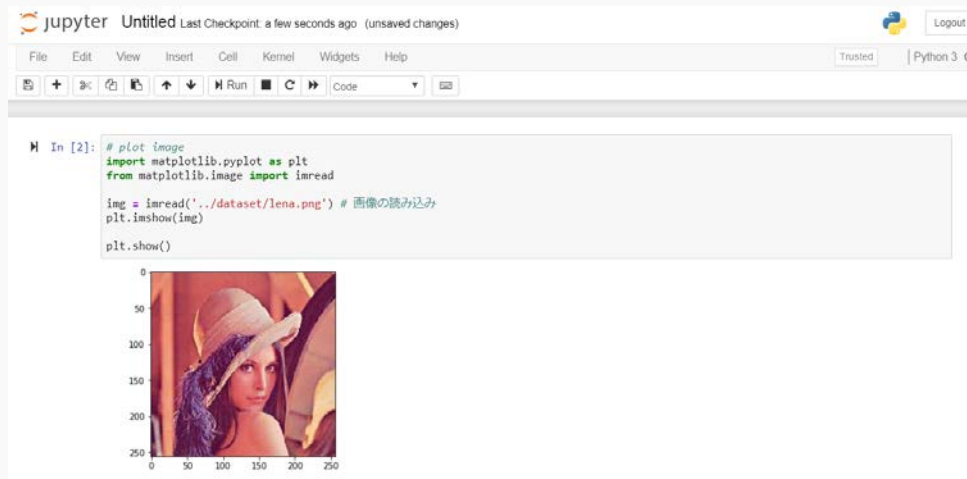 jupyter Untitled Last Checkpoint: a few seconds ago (unsaved changes)
Logout
File Edit View Insert Cell Kernel Widgets Help
Trusted
Python 3
Run
Code
In [2]: # plot image
import matplotlib.pyplot as plt
from matplotlib.image import imread
img = imread('../dataset/lena.png') # 画像の読み込み
plt.imshow(img)
plt.show()
0
50
100
150
200
250
0 50 100 150 200 250